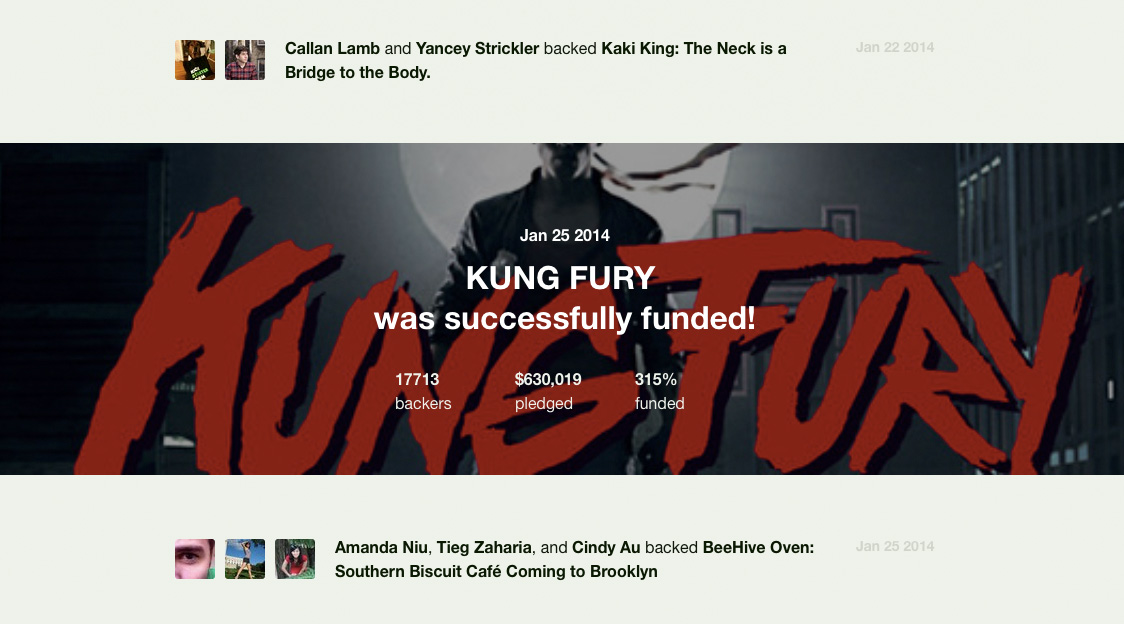 Callan Lamb and Yancey Strickler backed Kaki King: The Neck is a
Bridge to the Body.
Jan 22 2014
KUNG FURY
Jan 25 2014
KUNG FURY
was successfully funded!
17713 $630,019 315%
backers pledged funded
Amanda Niu, Tieg Zaharia, and Cindy Au backed BeeHive Oven:
Southern Biscuit Café Coming to Brooklyn
Jan 25 2014